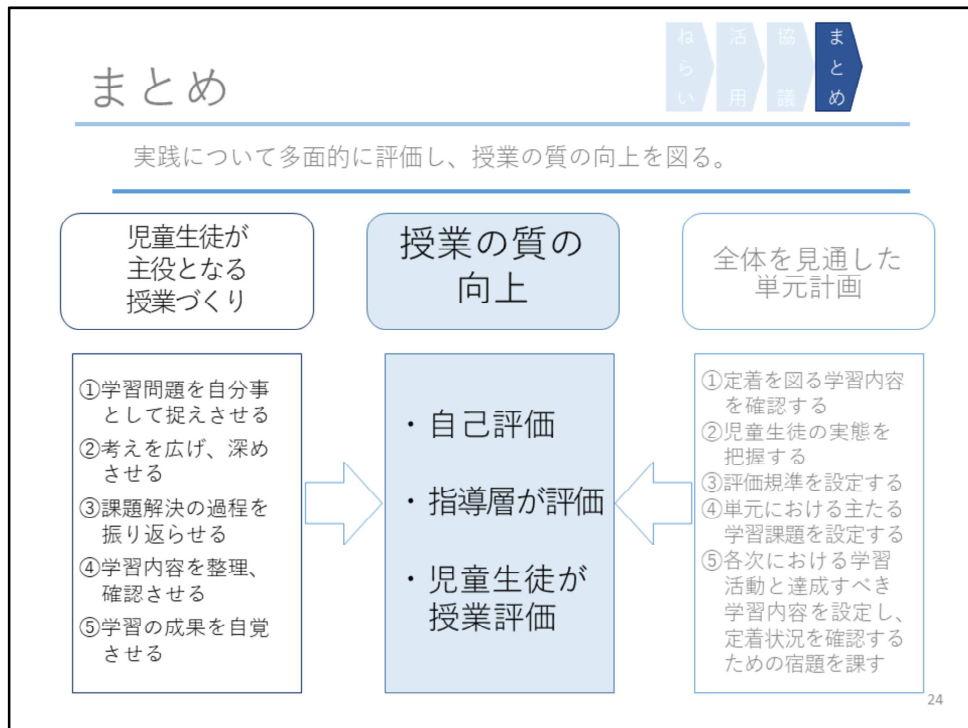 まとめ
ねらい
活用
協議
まとめ
実践について多面的に評価し、授業の質の向上を図る。
児童生徒が
主役となる
授業づくり
①学習問題を自分事
として捉えさせる
②考えを広げ、深め
させる
③課題解決の過程を
振り返らせる
④学習内容を整理、
確認させる
⑤学習の成果を自覚
させる
授業の質の
向上
・自己評価
・指導層が評価
・児童生徒が
授業評価
全体を見通した
単元計画
①定着を図る学習内容
を確認する
②児童生徒の実態を
把握する
③評価規準を設定する
④単元における主たる
学習課題を設定する
⑤各次における学習
活動と達成すべき
学習内容を設定し、
定着状況を確認する
ための宿題を課す
24